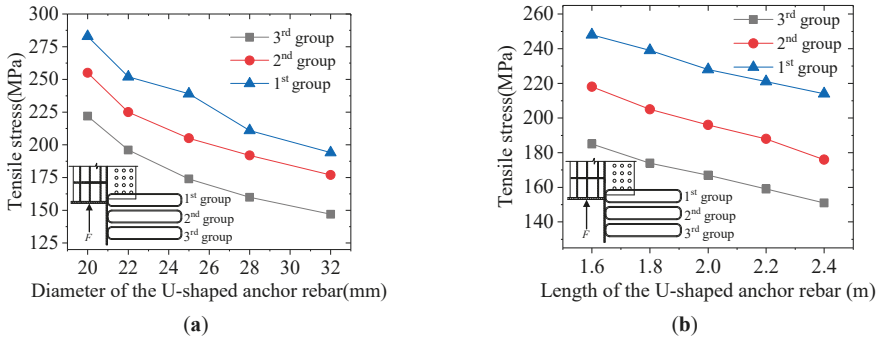 300
275
250
225
200
175
150
125
Tensile stress(MPa)
3rd group
2nd group
1st group
1st group
2nd group
3rd group
F
20 22 24 26 28 30 32
Diameter of the U-shaped anchor rebar(mm)
(a)
240
220
200
180
160
140
Tensile stress(MPa)
3rd group
2nd group
1st group
1st group
2nd group
3rd group
F
1.6 1.8 2.0 2.2 2.4
Length of the U-shaped anchor rebar (m)
(b)